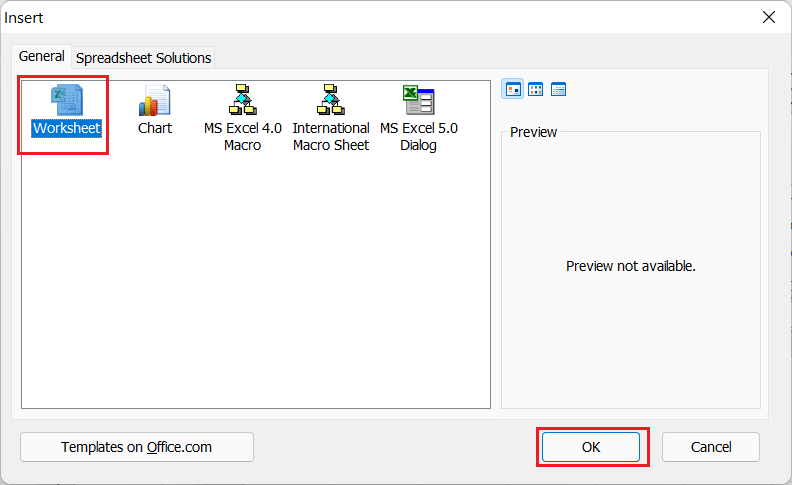 Insert
General
Spreadsheet Solutions
Worksheet
Chart
MS Excel 4.0
Macro
International
Macro Sheet
MS Excel 5.0
Dialog
Preview
Preview not available.
Templates on Office.com
OK
Cancel